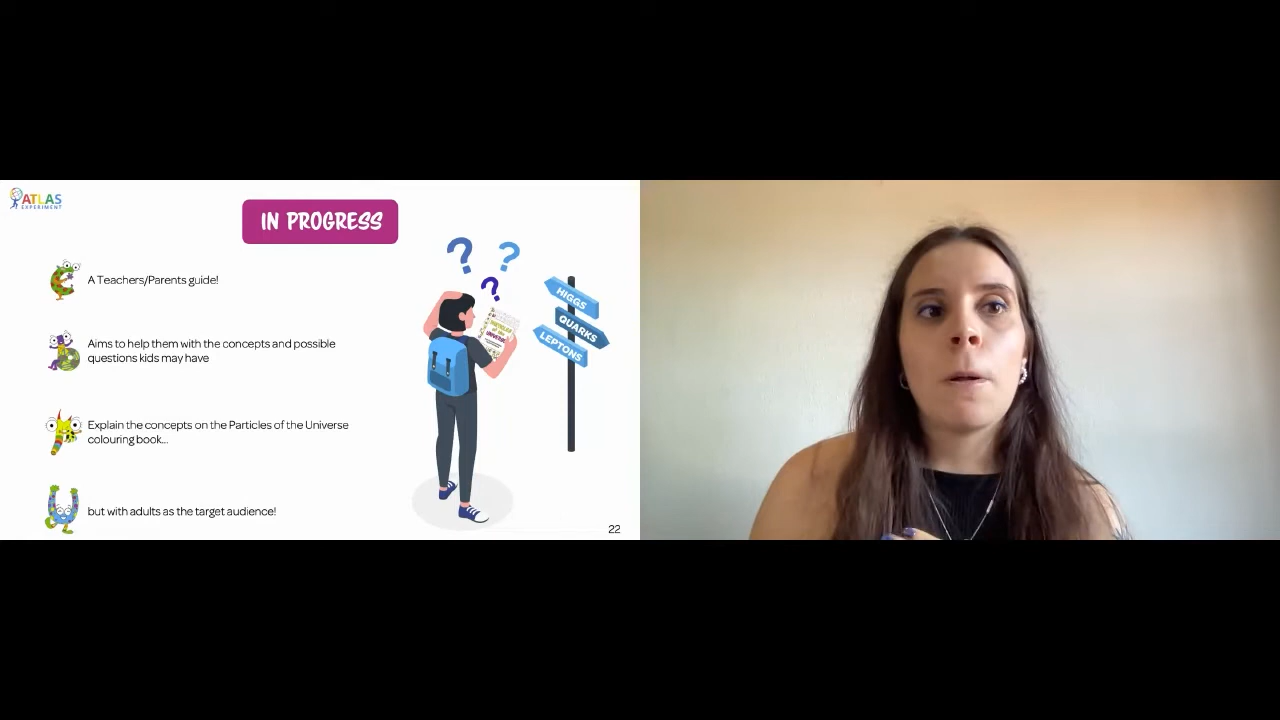 ATLAS
EXPERIMENT
IN PROGRESS
? ? ?
A Teachers/Parents guide!
Aims to help them with the concepts and possible
questions kids may have
Explain the concepts on the Particles of the Universe
colouring book...
but with adults as the target audience!
HIGGS
QUARKS
LEPTONS
22